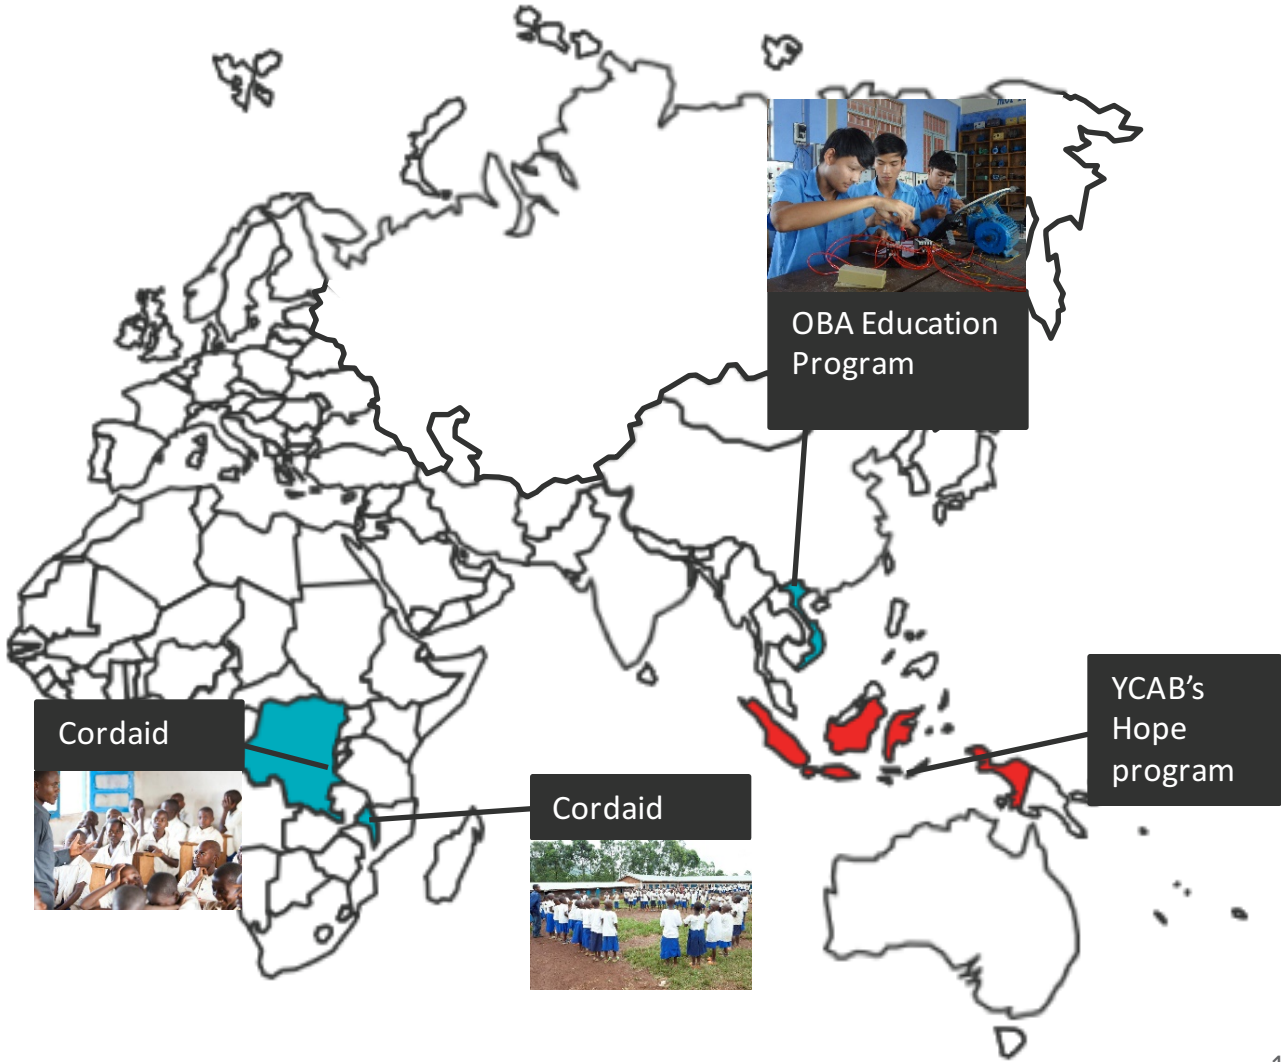 OBA Education
Program
YCAB’s
Hope
program
Cordaid
Cordaid